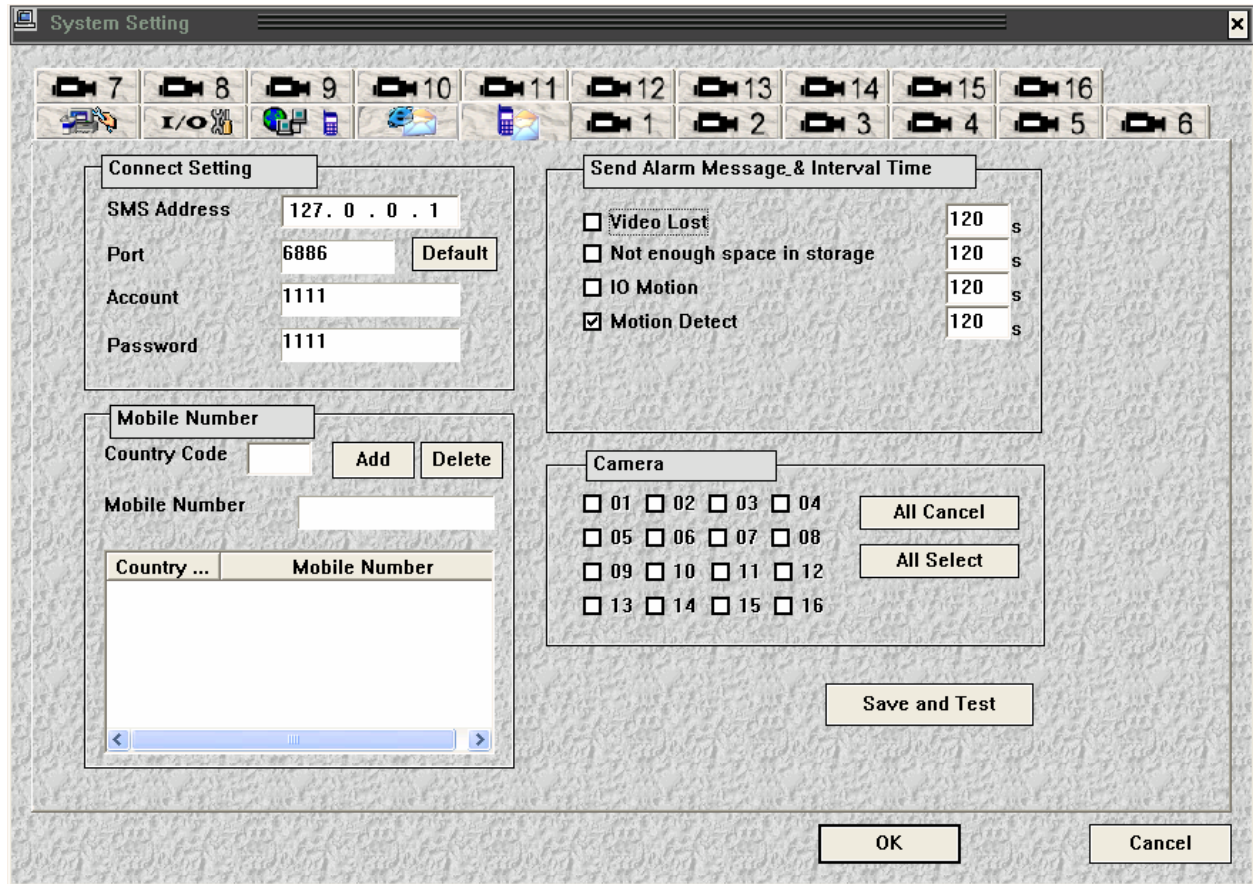 System Setting
7 8 9 10 11 12 13 14 15 16
I/O 1 2 3 4 5 6
Connect Setting
SMS Address 127. 0 . 0 . 1
Port 6886 Default
Account 1111
Password 1111
Mobile Number
Country Code Add Delete
Mobile Number
Country ... Mobile Number
Send Alarm Message_& Interval Time
Video Lost 120 s
Not enough space in storage 120 s
IO Motion 120 s
Motion Detect 120 s
Camera
01 02 03 04
05 06 07 08
09 10 11 12
13 14 15 16
All Cancel
All Select
Save and Test
OK Cancel